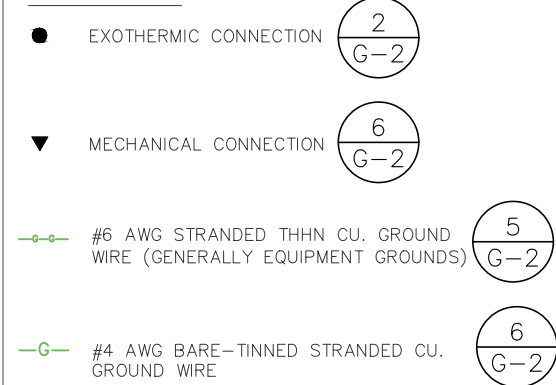 EXOTHERMIC CONNECTION 2
G-2
MECHANICAL CONNECTION 6
G-2
-G-G- #6 AWG STRANDED THHN CU. GROUND
WIRE (GENERALLY EQUIPMENT GROUNDS) 5
G-2
-G- #4 AWG BARE-TINNED STRANDED CU.
GROUND WIRE 6
G-2